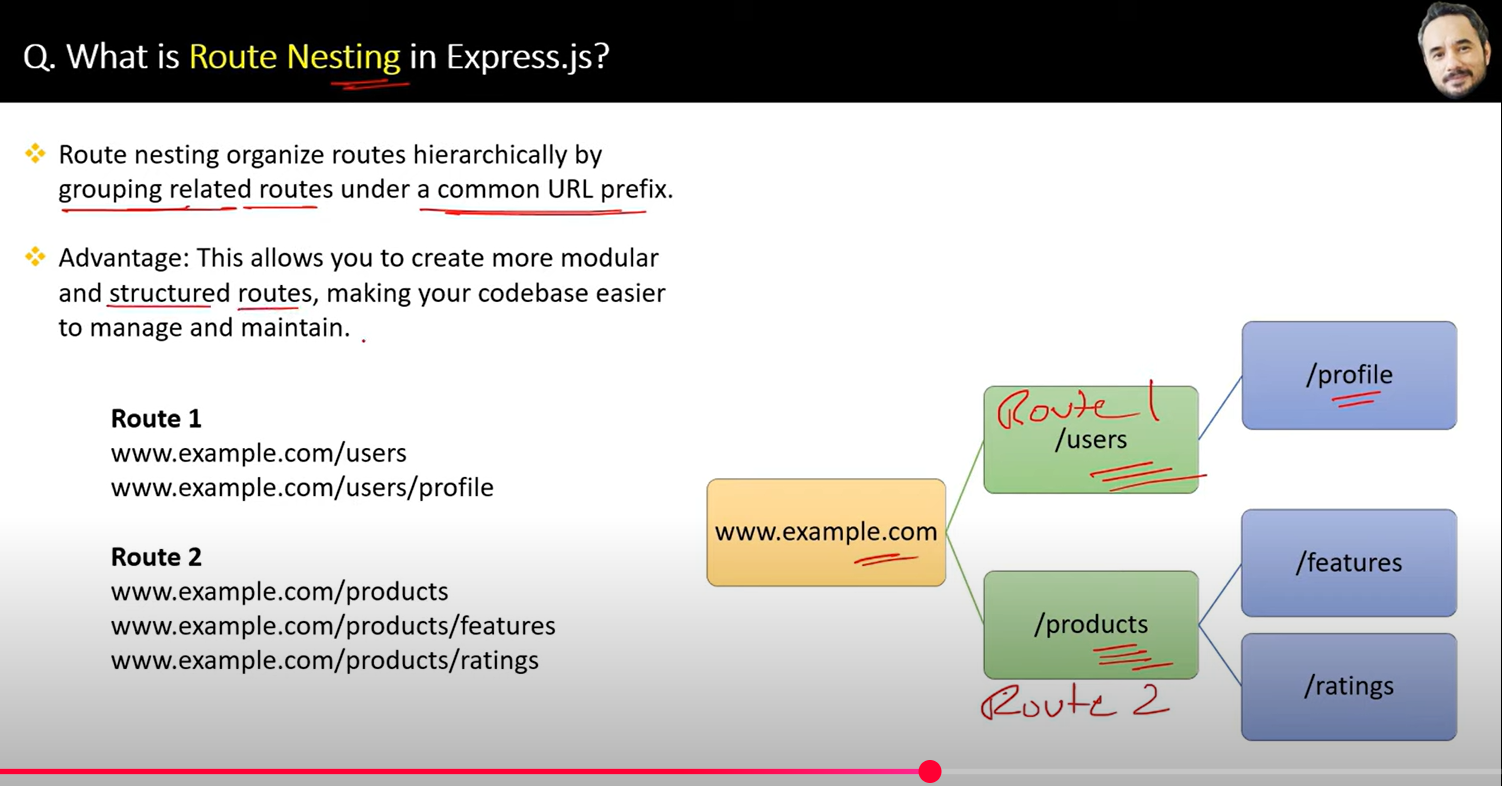 Q. What is Route Nesting in Express.js?
Route nesting organize routes hierarchically by
grouping related routes under a common URL prefix.
Advantage: This allows you to create more modular
and structured routes, making your codebase easier
to manage and maintain.
Route 1
www.example.com/users
www.example.com/users/profile
Route 2
www.example.com/products
www.example.com/products/features
www.example.com/products/ratings
www.example.com
Route 1
/users
/profile
/products
Route 2
/features
/ratings